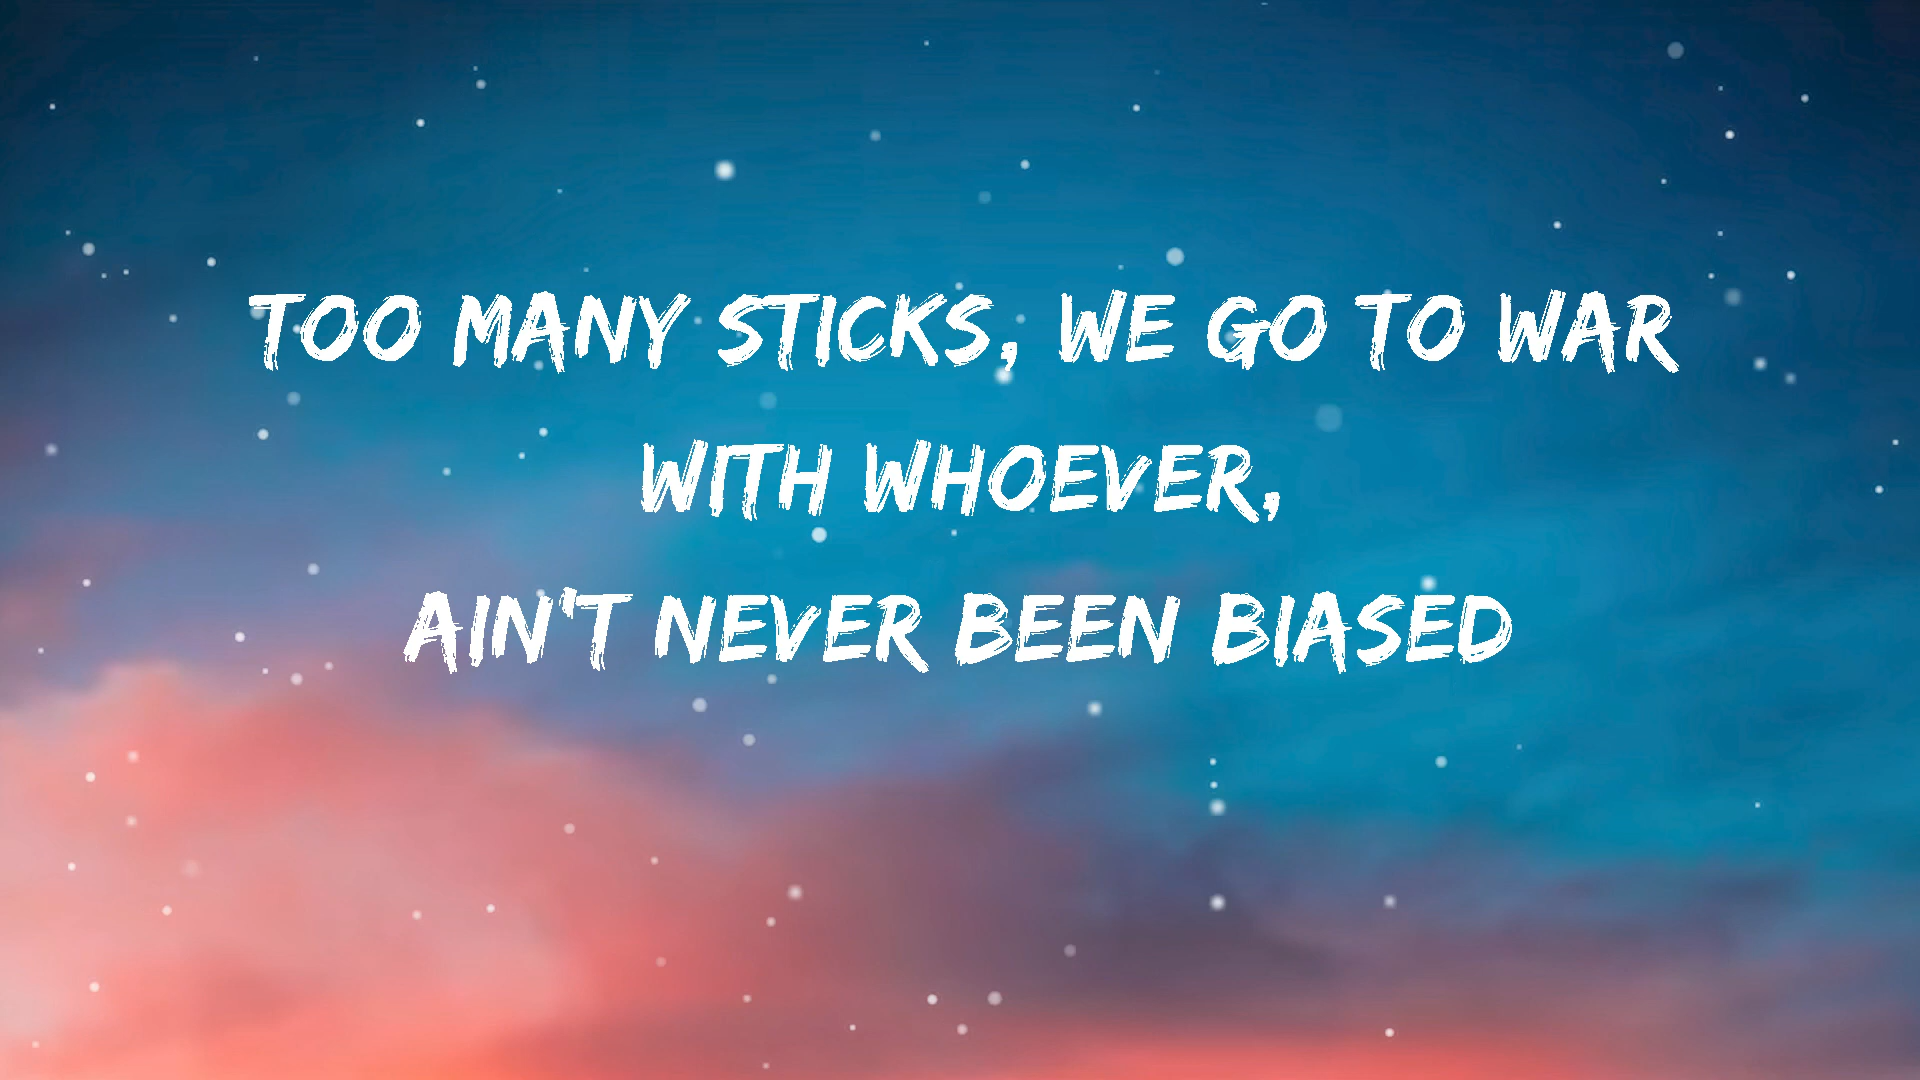 TOO MANY STICKS, WE GO TO WAR
WITH WHOEVER,
AIN'T NEVER BEEN BIASED